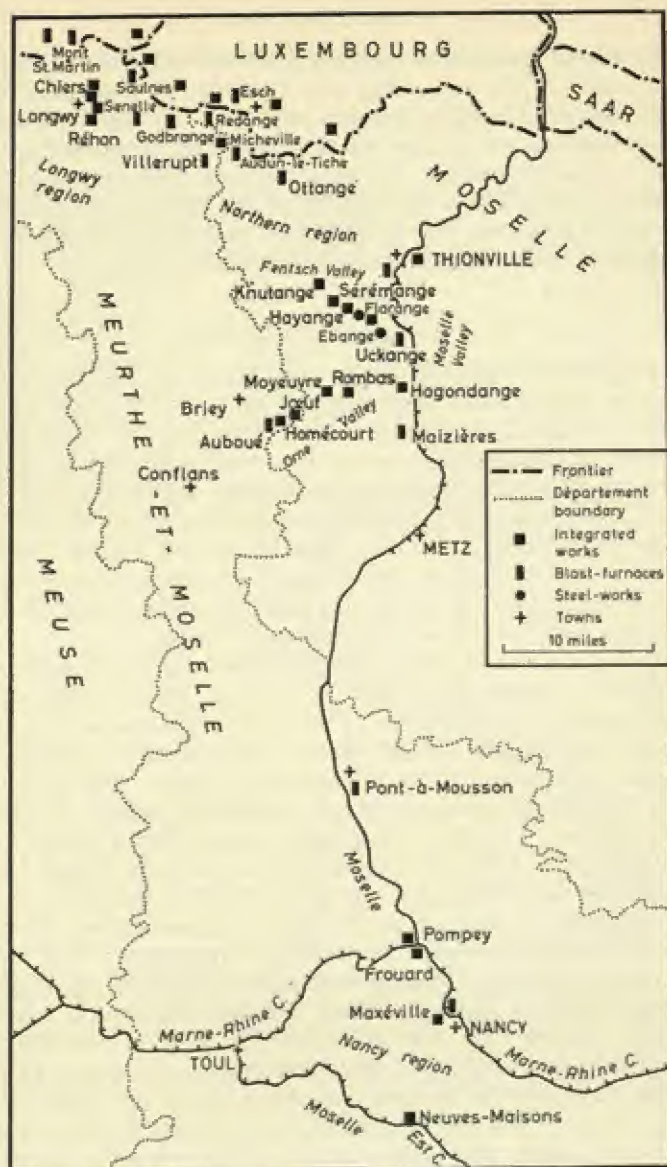 LUXEMBOURG
SAAR
Mont
St.Martin
Chiers
Saulnes
Senelle
Longwy
Réhon
Godbrange
Esch
Redange
Micheville
Villerupt
Audun-le-Tiche
Ottange
Longwy
region
Northern region
MOSELLE
THIONVILLE
Fentsch Valley
Knutange
Sérémange
Hayange
Florange
Ebange
Uckange
Moselle
Valley
Moyeuvre
Rombas
Hagondange
Briey
Jœuf
Auboué
Homécourt
Orne Valley
Maizières
Conflans
METZ
MEURTHE-ET-MOSELLE
MEUSE
Frontier
Département
boundary
Integrated
works
Blast-furnaces
Steel-works
Towns
10 miles
Pont-à-Mousson
Moselle
Pompey
Frouard
Maxéville
NANCY
Marne-Rhine C.
Nancy region
Marne-Rhine C.
TOUL
Moselle
Est C.
Neuves-Maisons